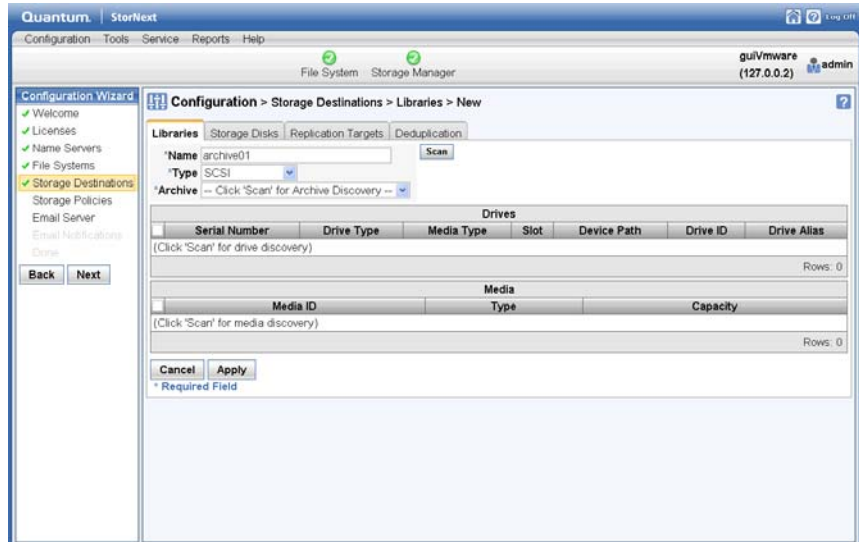 Quantum. StorNext Log Off
Configuration Tools Service Reports Help
File System Storage Manager
guiVmware
(127.0.0.2)
admin
Configuration Wizard
Welcome
Licenses
Name Servers
File Systems
Storage Destinations
Storage Policies
Email Server
Email Notifications
Done
Back Next
Configuration > Storage Destinations > Libraries > New
Libraries Storage Disks Replication Targets Deduplication
*Name archive01 Scan
*Type SCSI
*Archive -- Click 'Scan' for Archive Discovery --
Drives
Serial Number Drive Type Media Type Slot Device Path Drive ID Drive Alias
(Click 'Scan' for drive discovery)
Rows: 0
Media
Media ID Type Capacity
(Click 'Scan' for media discovery)
Rows: 0
Cancel Apply
* Required Field